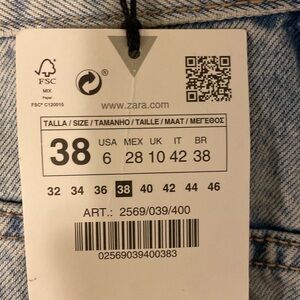 FSC
MIX
Paper
FSC® C120015
www.zara.com
TALLA / SIZE / TAMANHO / TAILLE / MAAT / ΜΕΓΕΘΟΣ
38 USA 6 MEX 28 UK 10 IT 42 BR 38
32 34 36 38 40 42 44 46
ART.: 2569/039/400
02569039400383